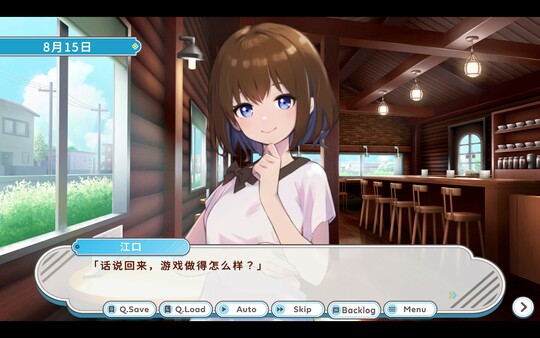 8月15日
江口
「话说回来，游戏做得怎么样？」
Q.Save
Q.Load
Auto
Skip
Backlog
Menu